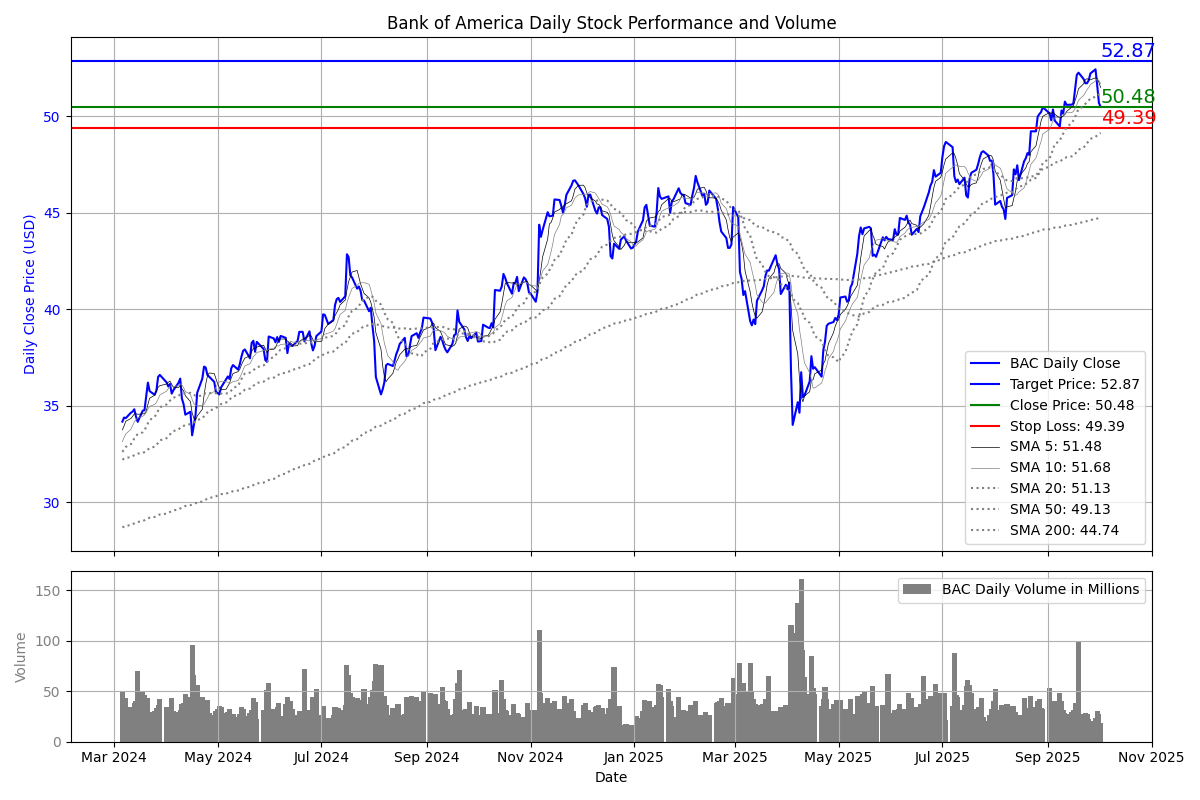 Bank of America Daily Stock Performance and Volume
52.87
50.48
49.39
50
45
40
35
30
Daily Close Price (USD)
BAC Daily Close
Target Price: 52.87
Close Price: 50.48
Stop Loss: 49.39
SMA 5: 51.48
SMA 10: 51.68
SMA 20: 51.13
SMA 50: 49.13
SMA 200: 44.74
150
100
50
0
Volume
BAC Daily Volume in Millions
Mar 2024 May 2024 Jul 2024 Sep 2024 Nov 2024 Jan 2025 Mar 2025 May 2025 Jul 2025 Sep 2025 Nov 2025
Date